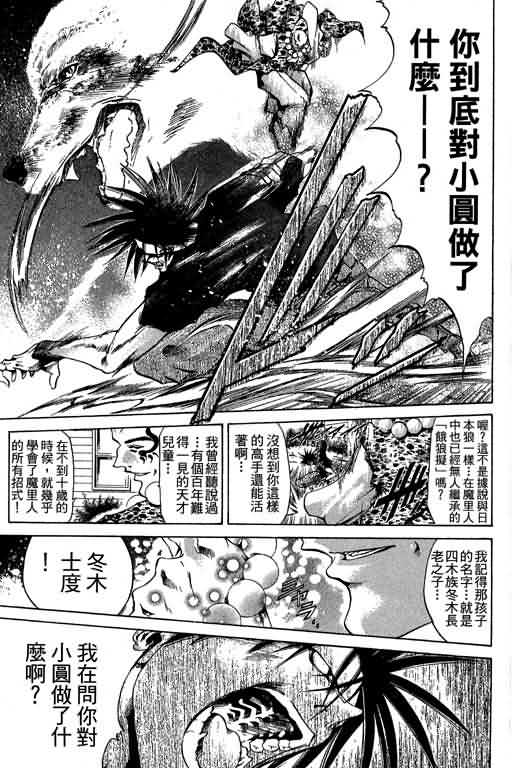 你到底對小圓做了
什麼——?
喔?這不是據說與日
本狼一樣…在魔里人
中也已經無人繼承的
「餓狼擬」嗎?
沒想到你這樣
的高手還能活
著啊…
我曾經聽說過
…有個百年難
得一見的天才
兒童…
在不到十歲的
時候,就幾乎
學會了魔里人
的所有招式!
我記得那孩子
的名字…就是
四木族冬木長
老之子…
冬木
士度
!
我在問你對
小圓做了什
麼啊?